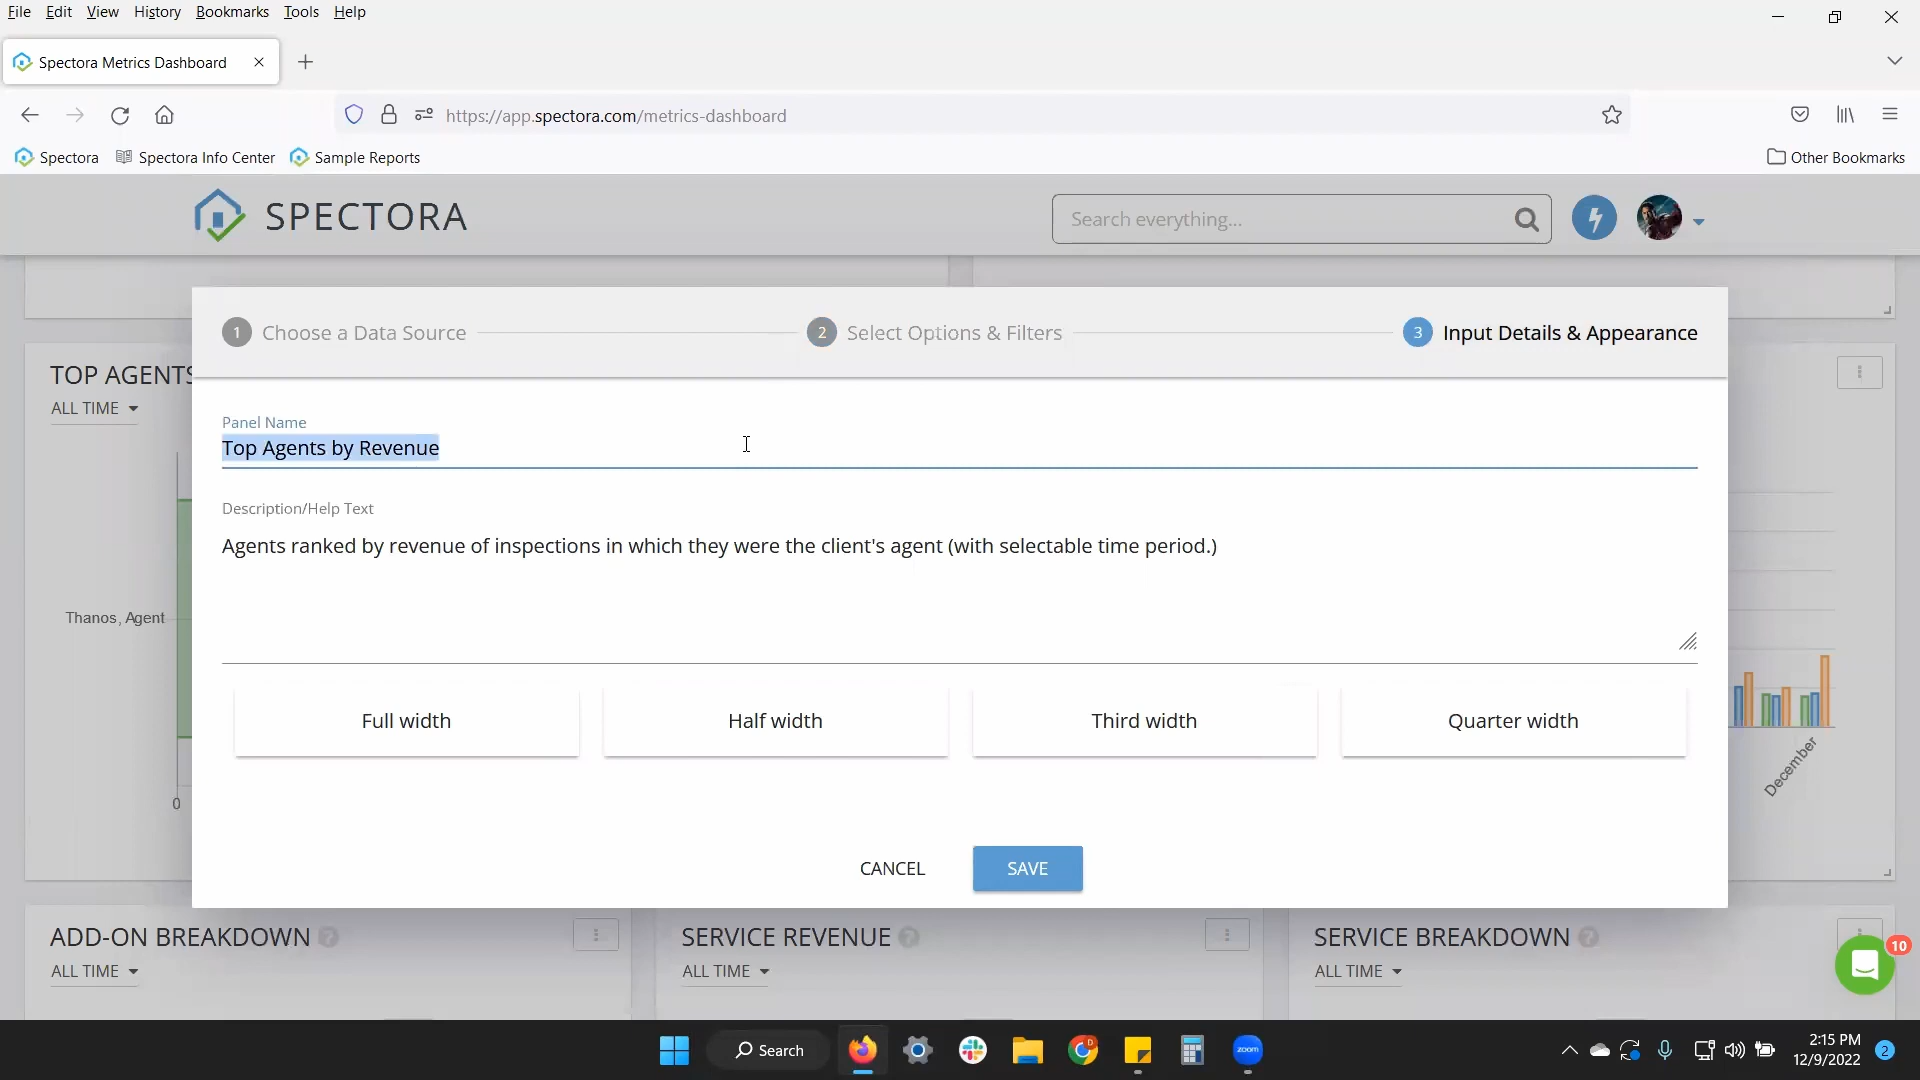 File Edit View History Bookmarks Tools Help
Spectora Metrics Dashboard
https://app.spectora.com/metrics-dashboard
Spectora Spectora Info Center Sample Reports Other Bookmarks
SPECTORA Search everything...
1 Choose a Data Source 2 Select Options & Filters 3 Input Details & Appearance
TOP AGENTS
ALL TIME
Panel Name
Top Agents by Revenue
Description/Help Text
Agents ranked by revenue of inspections in which they were the client's agent (with selectable time period.)
Thanos, Agent
Full width Half width Third width Quarter width
December
0
CANCEL SAVE
ADD-ON BREAKDOWN ? SERVICE REVENUE ? SERVICE BREAKDOWN ?
10
ALL TIME ALL TIME ALL TIME
Search zoom
2:15 PM
12/9/2022
2